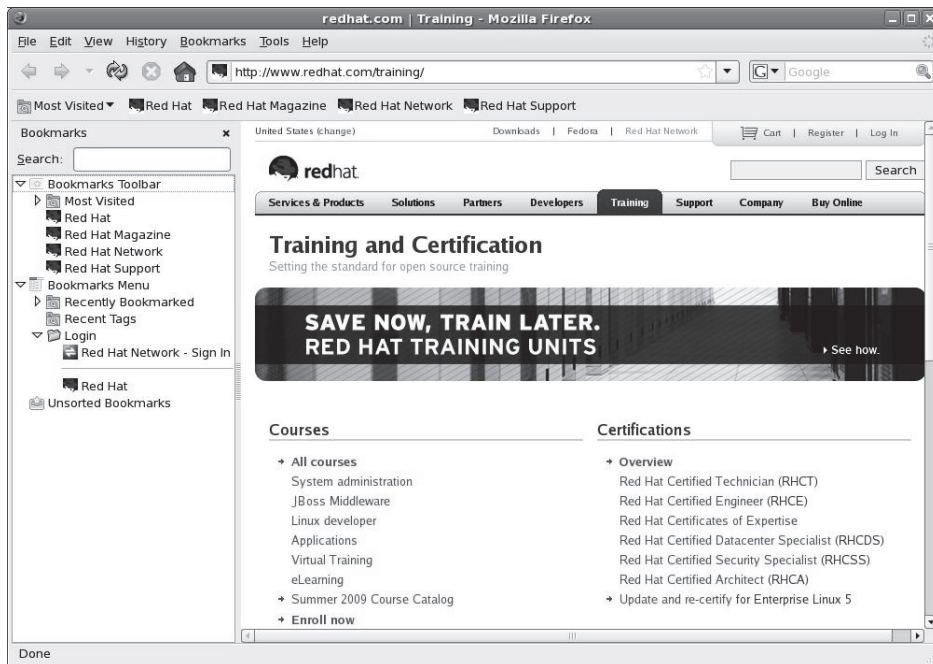 redhat.com | Training - Mozilla Firefox
File Edit View History Bookmarks Tools Help
http://www.redhat.com/training/
G Google
Most Visited Red Hat Red Hat Magazine Red Hat Network Red Hat Support
Bookmarks
Search:
Bookmarks Toolbar
Most Visited
Red Hat
Red Hat Magazine
Red Hat Network
Red Hat Support
Bookmarks Menu
Recently Bookmarked
Recent Tags
Login
Red Hat Network - Sign In
Red Hat
Unsorted Bookmarks
United States (change) Downloads | Fedora | Red Hat Network Cart | Register | Log In
redhat.
Search
Services & Products Solutions Partners Developers Training Support Company Buy Online
Training and Certification
Setting the standard for open source training
SAVE NOW, TRAIN LATER.
RED HAT TRAINING UNITS
See how.
Courses
All courses
System administration
JBoss Middleware
Linux developer
Applications
Virtual Training
eLearning
Summer 2009 Course Catalog
Enroll now
Certifications
Overview
Red Hat Certified Technician (RHCT)
Red Hat Certified Engineer (RHCE)
Red Hat Certificates of Expertise
Red Hat Certified Datacenter Specialist (RHCDS)
Red Hat Certified Security Specialist (RHCSS)
Red Hat Certified Architect (RHCA)
Update and re-certify for Enterprise Linux 5
Done